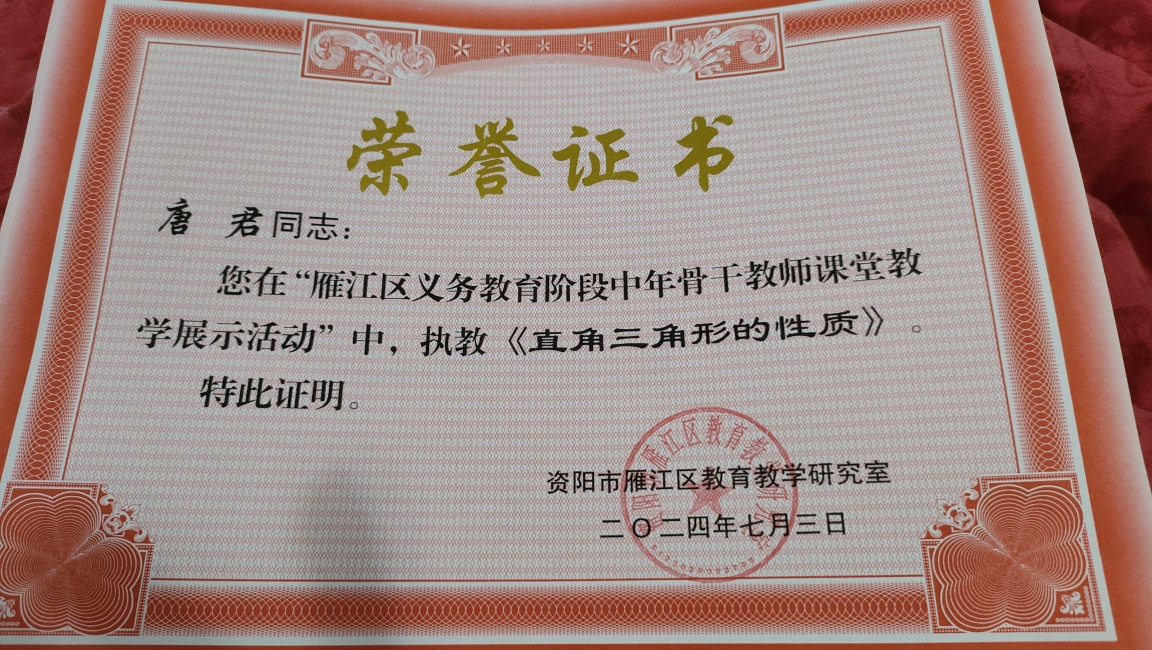 荣誉证书
唐 君同志：
您在“雁江区义务教育阶段中年骨干教师课堂教
学展示活动”中，执教《直角三角形的性质》。
特此证明。
资阳市雁江区教育教学研究室
二〇二四年七月三日